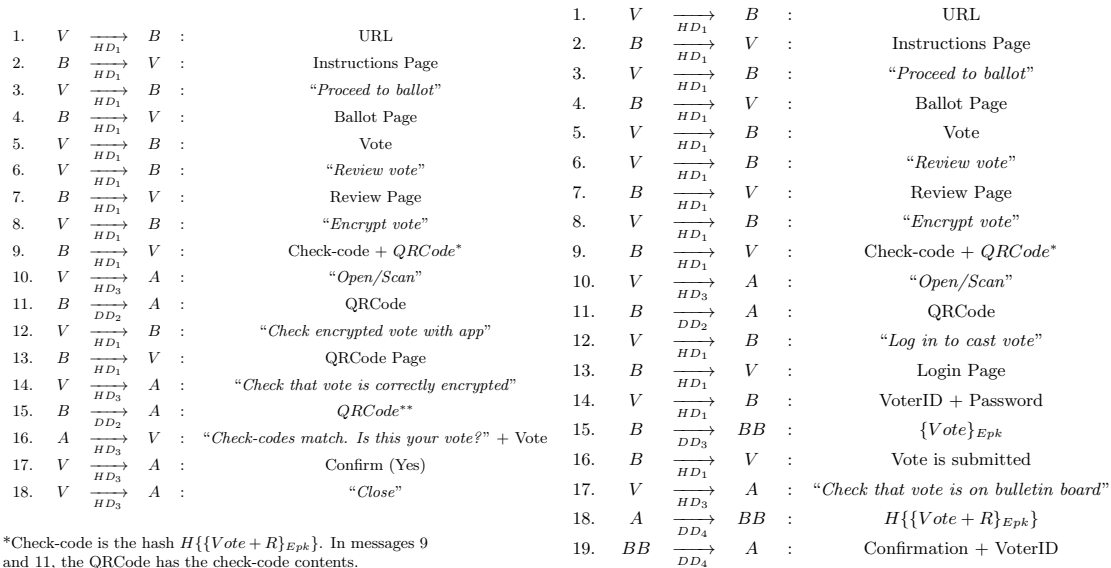 1. V ⟶ HD₁ B : URL
2. B ⟶ HD₁ V : Instructions Page
3. V ⟶ HD₁ B : “Proceed to ballot”
4. B ⟶ HD₁ V : Ballot Page
5. V ⟶ HD₁ B : Vote
6. V ⟶ HD₁ B : “Review vote”
7. B ⟶ HD₁ V : Review Page
8. V ⟶ HD₁ B : “Encrypt vote”
9. B ⟶ HD₁ V : Check-code + QRCode*
10. V ⟶ HD₃ A : “Open/Scan”
11. B ⟶ DD₂ A : QRCode
12. V ⟶ HD₁ B : “Check encrypted vote with app”
13. B ⟶ HD₁ V : QRCode Page
14. V ⟶ HD₃ A : “Check that vote is correctly encrypted”
15. B ⟶ DD₂ A : QRCode**
16. A ⟶ HD₃ V : “Check-codes match. Is this your vote?” + Vote
17. V ⟶ HD₃ A : Confirm (Yes)
18. V ⟶ HD₃ A : “Close”
*Check-code is the hash H{{Vote + R}Epk}. In messages 9
and 11, the QRCode has the check-code contents.
1. V ⟶ HD₁ B : URL
2. B ⟶ HD₁ V : Instructions Page
3. V ⟶ HD₁ B : “Proceed to ballot”
4. B ⟶ HD₁ V : Ballot Page
5. V ⟶ HD₁ B : Vote
6. V ⟶ HD₁ B : “Review vote”
7. B ⟶ HD₁ V : Review Page
8. V ⟶ HD₁ B : “Encrypt vote”
9. B ⟶ HD₁ V : Check-code + QRCode*
10. V ⟶ HD₃ A : “Open/Scan”
11. B ⟶ DD₂ A : QRCode
12. V ⟶ HD₁ B : “Log in to cast vote”
13. B ⟶ HD₁ V : Login Page
14. V ⟶ HD₁ B : VoterID + Password
15. B ⟶ DD₃ BB : {Vote}Epk
16. B ⟶ HD₁ V : Vote is submitted
17. V ⟶ HD₃ A : “Check that vote is on bulletin board”
18. A ⟶ DD₄ BB : H{{Vote + R}Epk}
19. BB ⟶ DD₄ A : Confirmation + VoterID